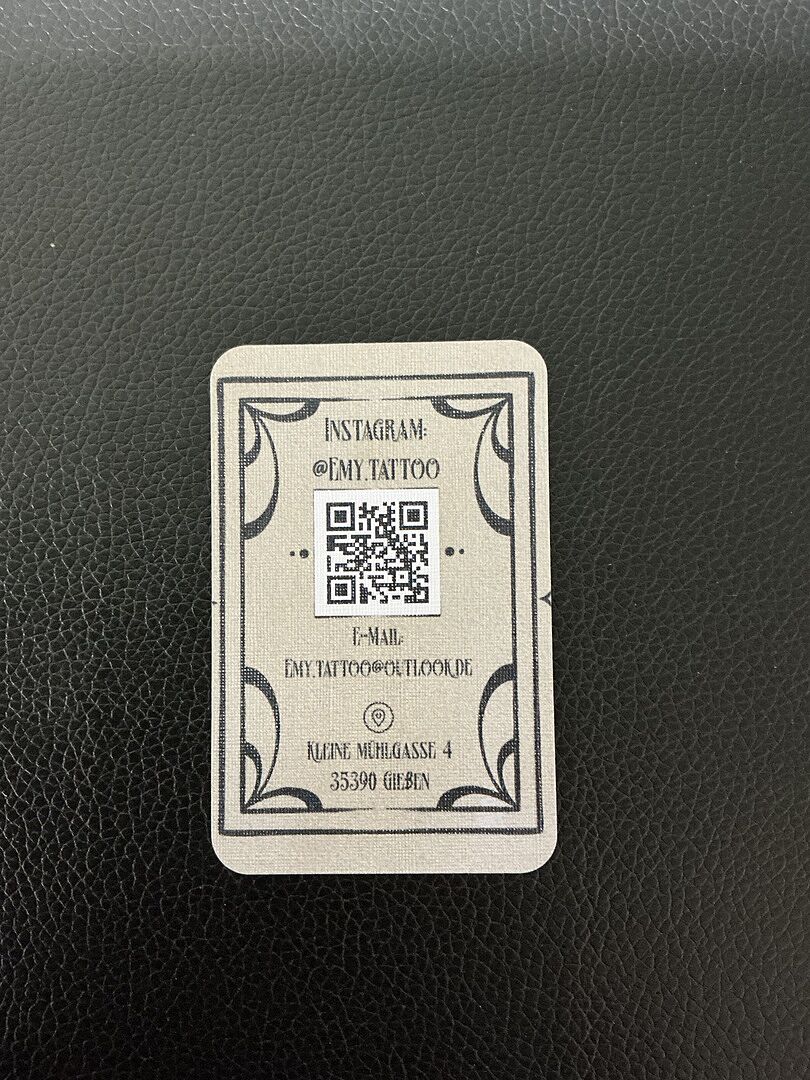 Instagram:
@Emy.tattoo
E-Mail:
Emy.tattoo@outlook.de
Kleine Mühlgasse 4
35390 Gießen